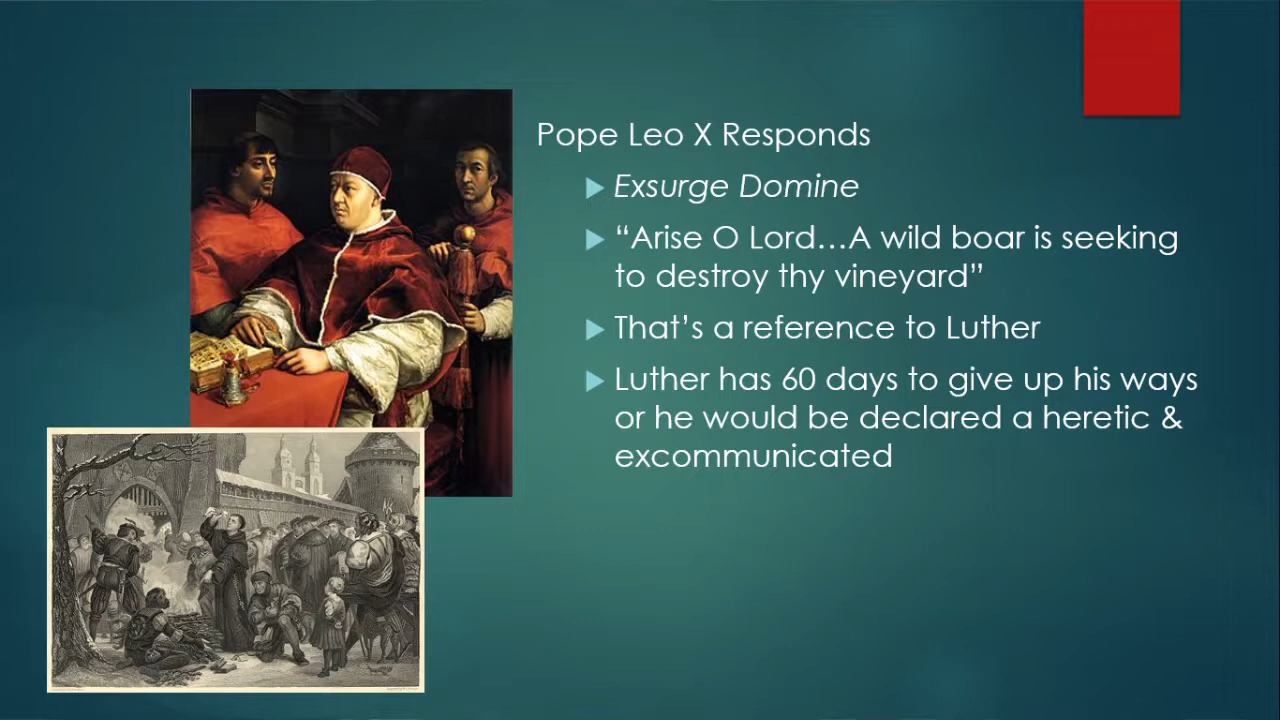 Pope Leo X Responds
Exsurge Domine
“Arise O Lord…A wild boar is seeking
to destroy thy vineyard”
That’s a reference to Luther
Luther has 60 days to give up his ways
or he would be declared a heretic &
excommunicated